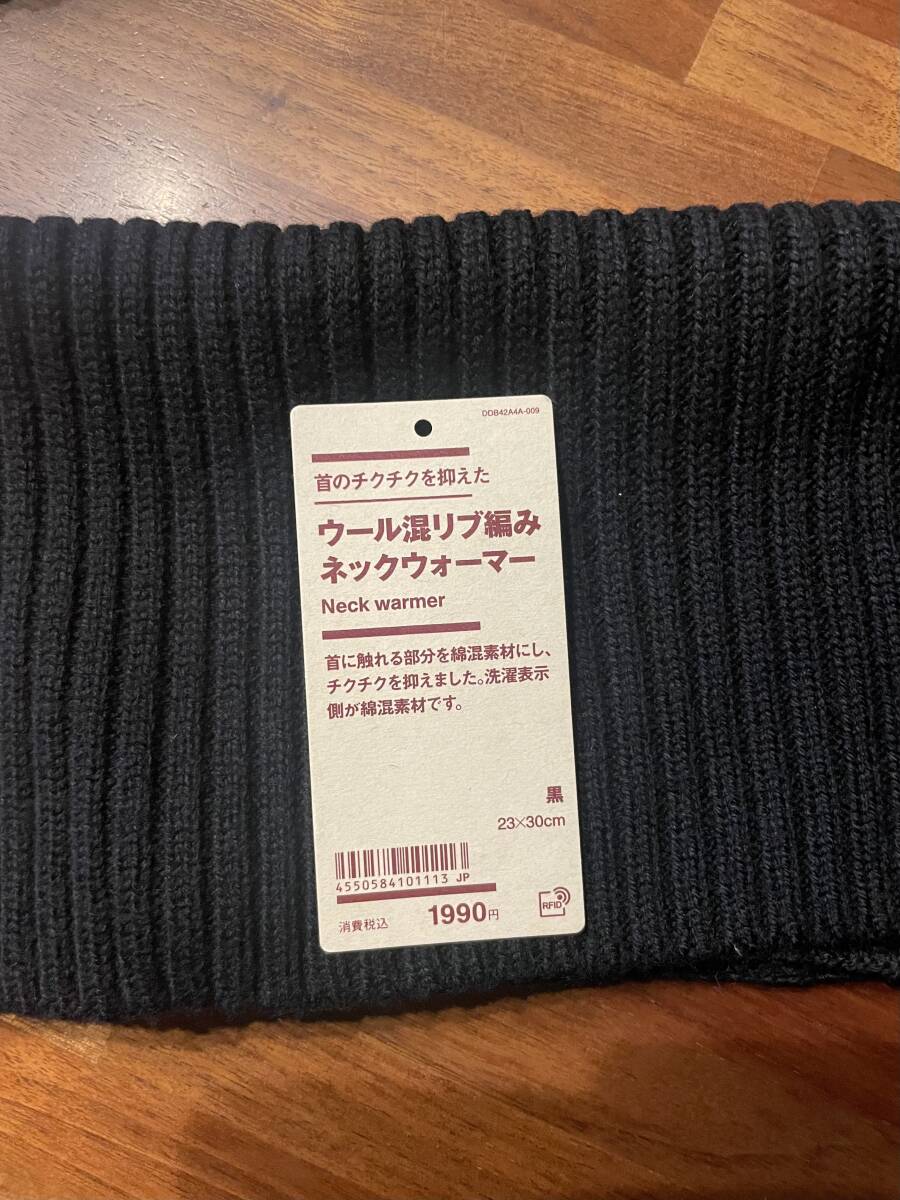 DDB42A4A-009
首のチクチクを抑えた
ウール混リブ編み
ネックウォーマー
Neck warmer
首に触れる部分を綿混素材にし、
チクチクを抑えました。洗濯表示
側が綿混素材です。
黒
23×30cm
4550584101113 JP
消費税込 1990円
RFID